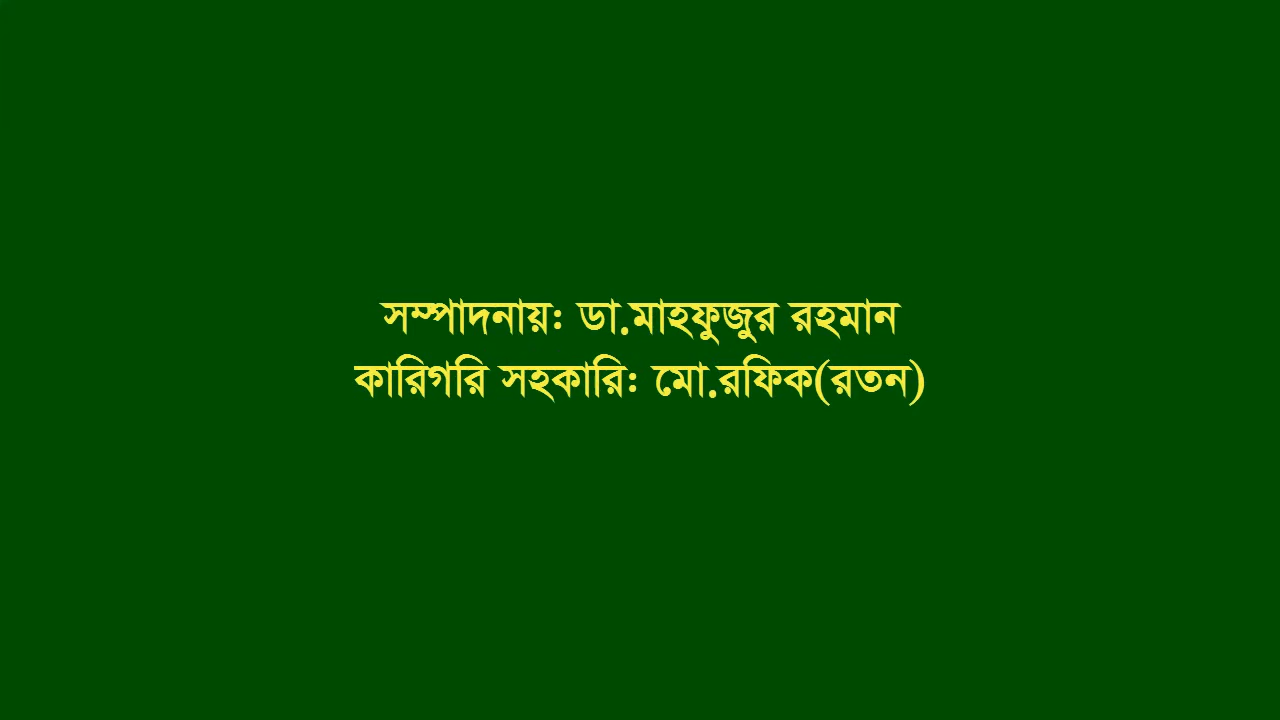 সম্পাদনায়ঃ ডা.মাহফুজুর রহমান
কারিগরি সহকারিঃ মো.রফিক(রতন)